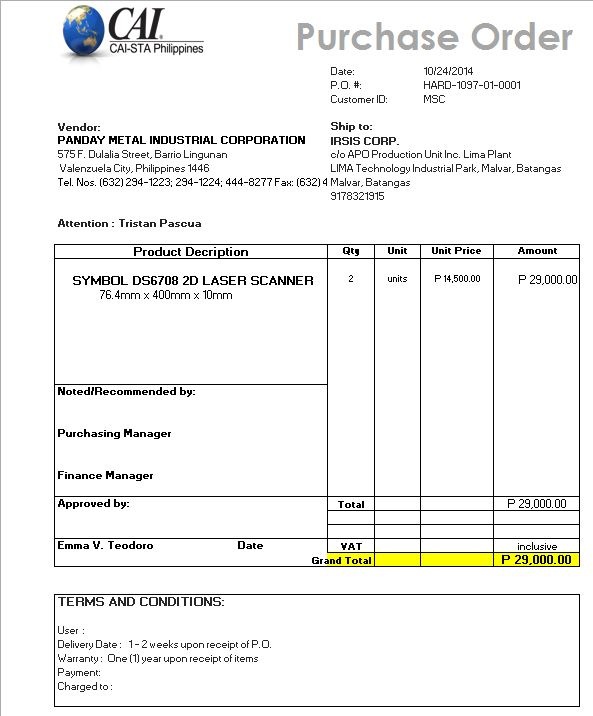 CAI.
CAI-STA Philippines
Purchase Order
Date: 10/24/2014
P.O. #: HARD-1097-01-0001
Customer ID: MSC
Vendor:
PANDAY METAL INDUSTRIAL CORPORATION
575 F. Dulalia Street, Barrio Lingunan
Valenzuela City, Philippines 1446
Tel. Nos. (632) 294-1223; 294-1224; 444-8277 Fax: (632) 4
Ship to:
IRSIS CORP.
c/o APO Production Unit Inc. Lima Plant
LIMA Technology Industrial Park, Malvar, Batangas
Malvar, Batangas
9178321915
Attention : Tristan Pascua
Product Decription Qty Unit Unit Price Amount
SYMBOL DS6708 2D LASER SCANNER 2 units P 14,500.00 P 29,000.00
76.4mm x 400mm x 10mm
Noted/Recommended by:
Purchasing Manager
Finance Manager
Approved by: Total P 29,000.00
Emma V. Teodoro Date VAT inclusive
Grand Total P 29,000.00
TERMS AND CONDITIONS:
User :
Delivery Date : 1 - 2 weeks upon receipt of P.O.
Warranty : One (1) year upon receipt of items
Payment:
Charged to :